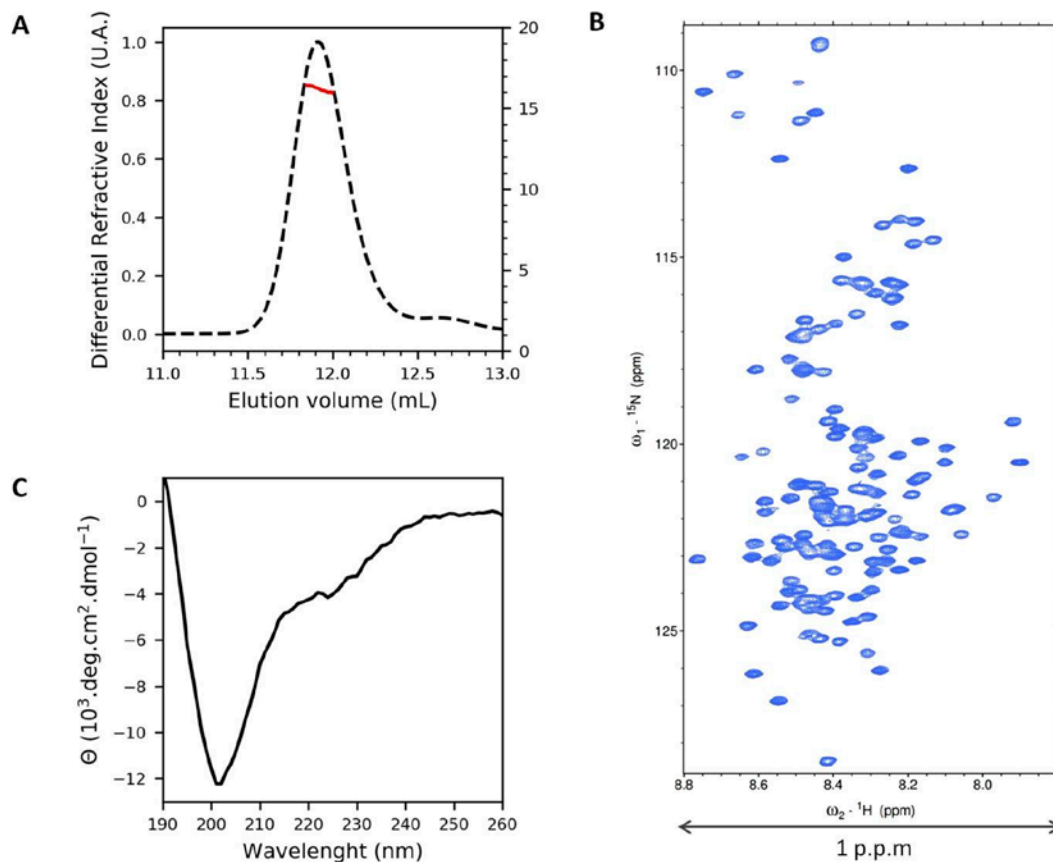 A
Differential Refractive Index (U.A.)
1.0
0.8
0.6
0.4
0.2
0.0
20
15
10
5
0
11.0 11.5 12.0 12.5 13.0
Elution volume (mL)
B
110
115
120
125
ω₁ - ¹⁵N (ppm)
8.8 8.6 8.4 8.2 8.0
ω₂ - ¹H (ppm)
1 p.p.m
C
Θ (10³.deg.cm².dmol⁻¹)
0
−2
−4
−6
−8
−10
−12
190 200 210 220 230 240 250 260
Wavelenght (nm)